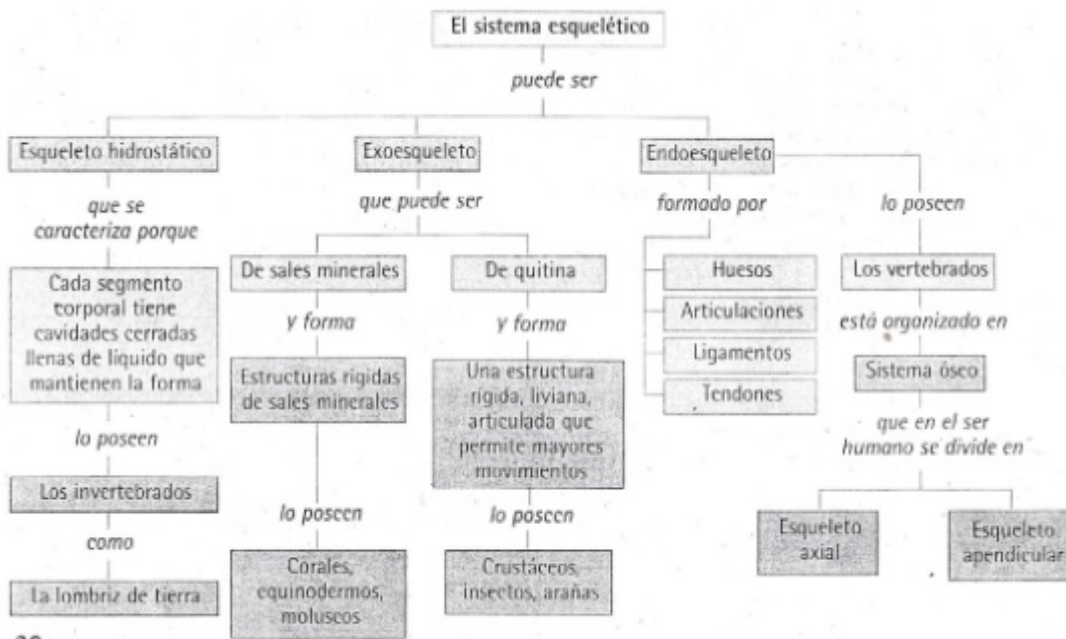 El sistema esquelético
puede ser
Esqueleto hidrostático
que se
caracteriza porque
Cada segmento
corporal tiene
cavidades cerradas
llenas de líquido que
mantienen la forma
lo poseen
Los invertebrados
como
La lombriz de tierra
Exoesqueleto
que puede ser
De sales minerales
y forma
Estructuras rígidas
de sales minerales
lo poseen
Corales,
equinodermos,
moluscos
De quitina
y forma
Una estructura
rígida, liviana,
articulada que
permite mayores
movimientos
lo poseen
Crustáceos,
insectos, arañas
Endoesqueleto
formado por
Huesos
Articulaciones
Ligamentos
Tendones
lo poseen
Los vertebrados
está organizado en
Sistema óseo
que en el ser
humano se divide en
Esqueleto
axial
Esqueleto
apendicular